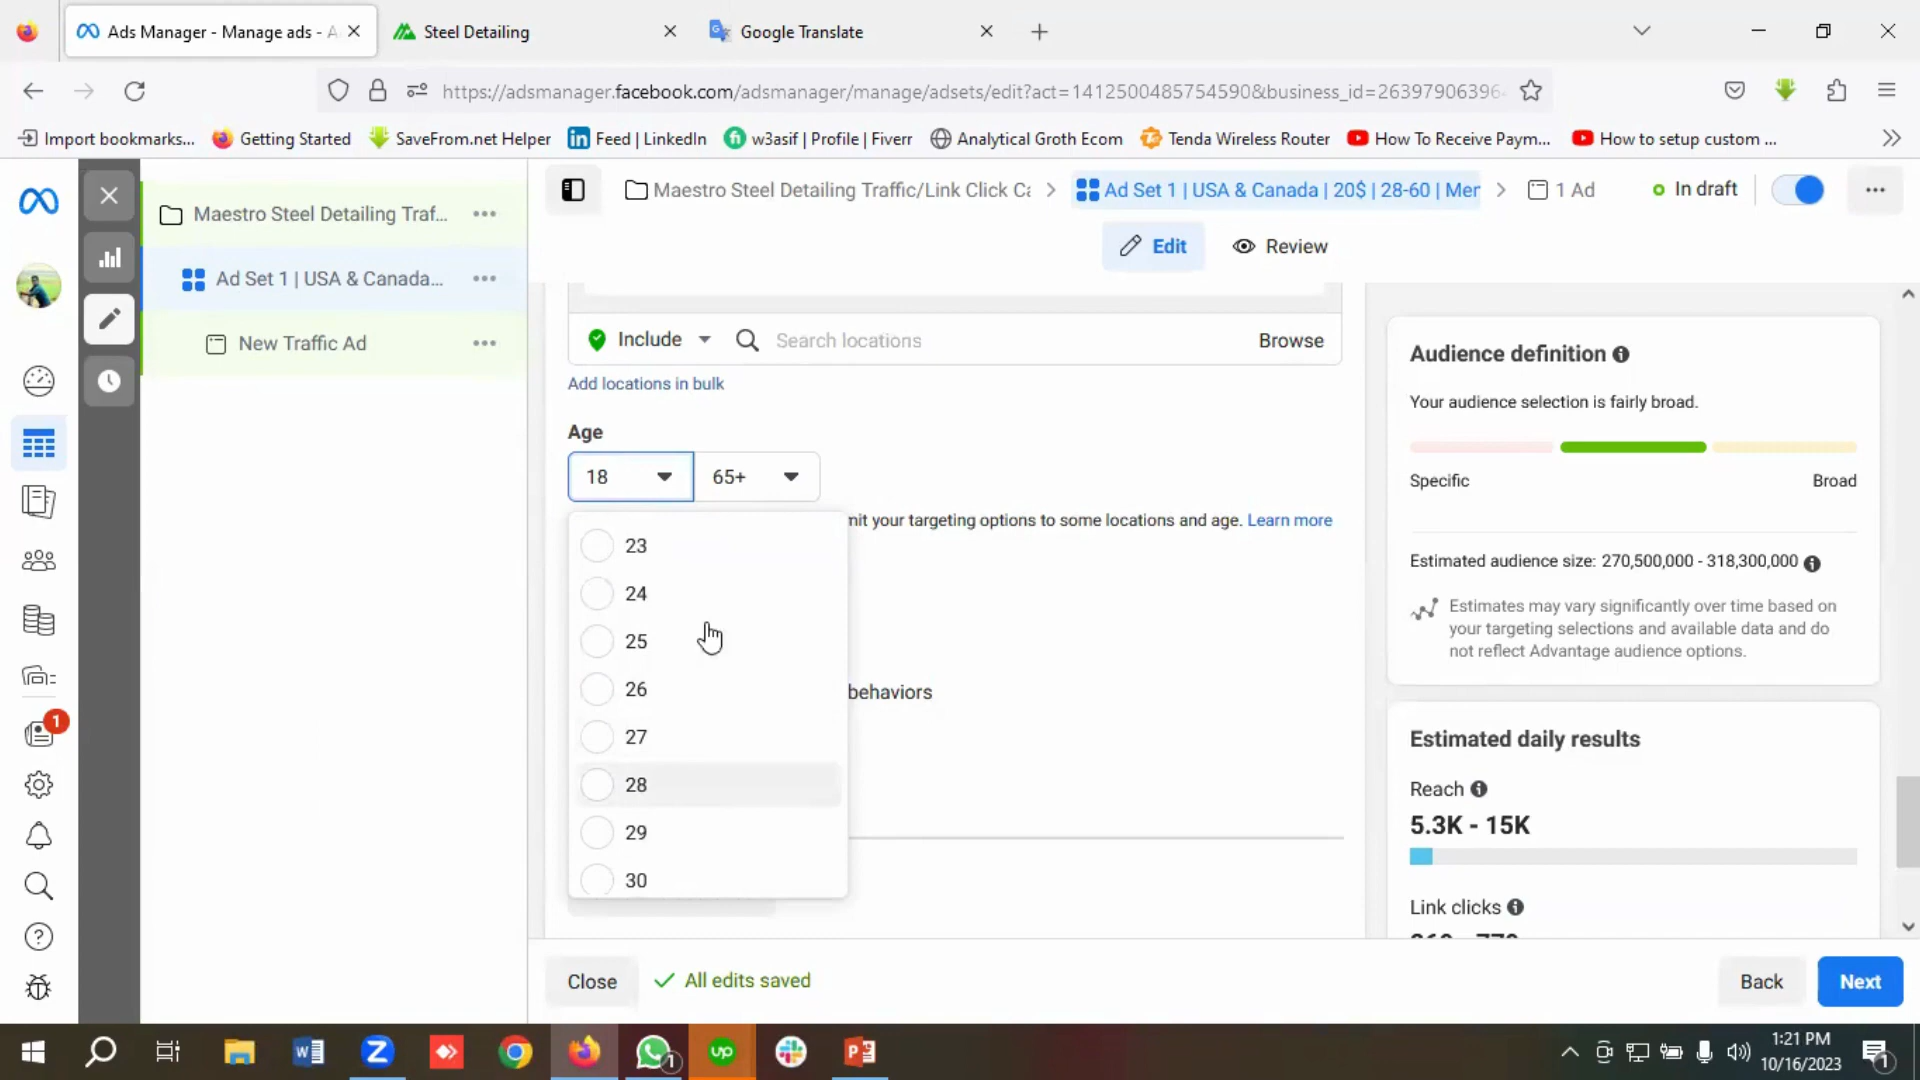 Ads Manager - Manage ads - A
Steel Detailing
Google Translate
https://adsmanager.facebook.com/adsmanager/manage/adsets/edit?act=1412500485754590&business_id=26397906396
Import bookmarks...
Getting Started
SaveFrom.net Helper
Feed | LinkedIn
w3asif | Profile | Fiverr
Analytical Groth Ecom
Tenda Wireless Router
How To Receive Paym...
How to setup custom ...
Maestro Steel Detailing Traf...
Ad Set 1 | USA & Canada...
New Traffic Ad
Maestro Steel Detailing Traffic/Link Click Ca
Ad Set 1 | USA & Canada | 20$ | 28-60 | Mer
1 Ad
In draft
Edit
Review
Include
Search locations
Browse
Add locations in bulk
Age
18
65+
mit your targeting options to some locations and age. Learn more
23
24
25
26
behaviors
27
28
29
30
Audience definition
Your audience selection is fairly broad.
Specific
Broad
Estimated audience size: 270,500,000 - 318,300,000
Estimates may vary significantly over time based on
your targeting selections and available data and do
not reflect Advantage audience options.
Estimated daily results
Reach
5.3K - 15K
Link clicks
1
Close
All edits saved
Back
Next
up
1
1:21 PM
10/16/2023
1